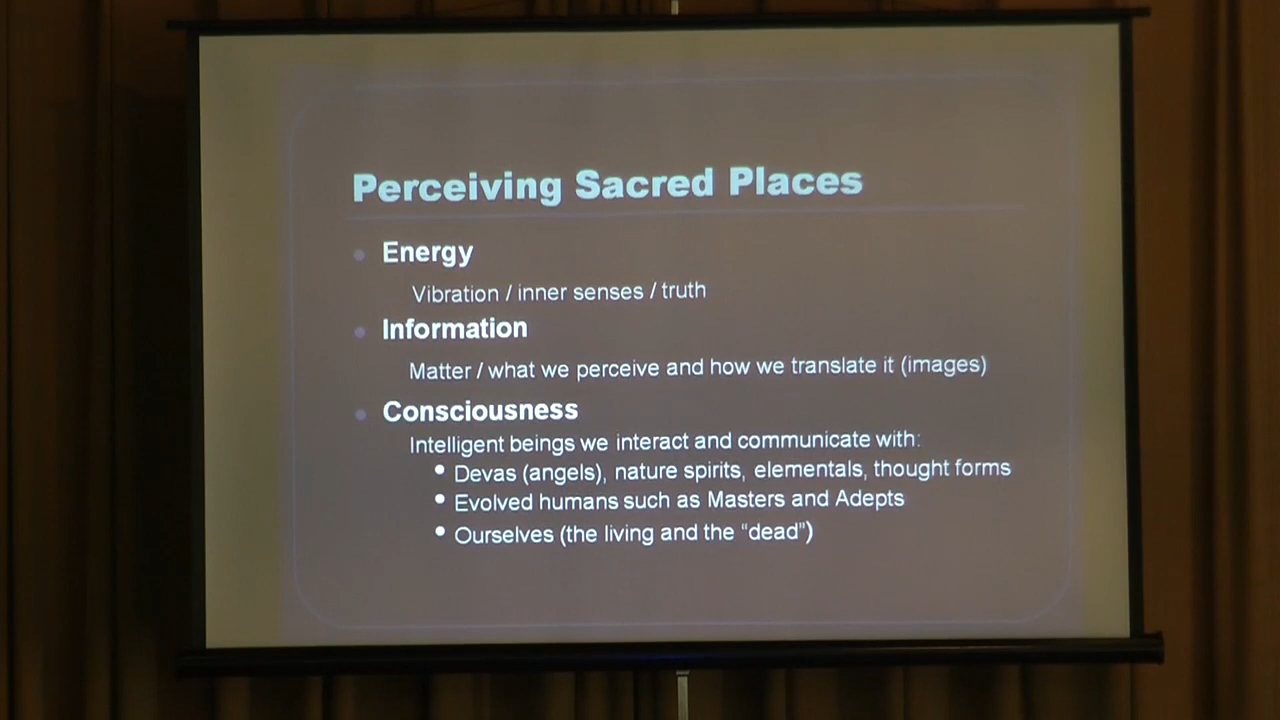 Perceiving Sacred Places
Energy
Vibration / inner senses / truth
Information
Matter / what we perceive and how we translate it (images)
Consciousness
Intelligent beings we interact and communicate with:
Devas (angels), nature spirits, elementals, thought forms
Evolved humans such as Masters and Adepts
Ourselves (the living and the "dead")